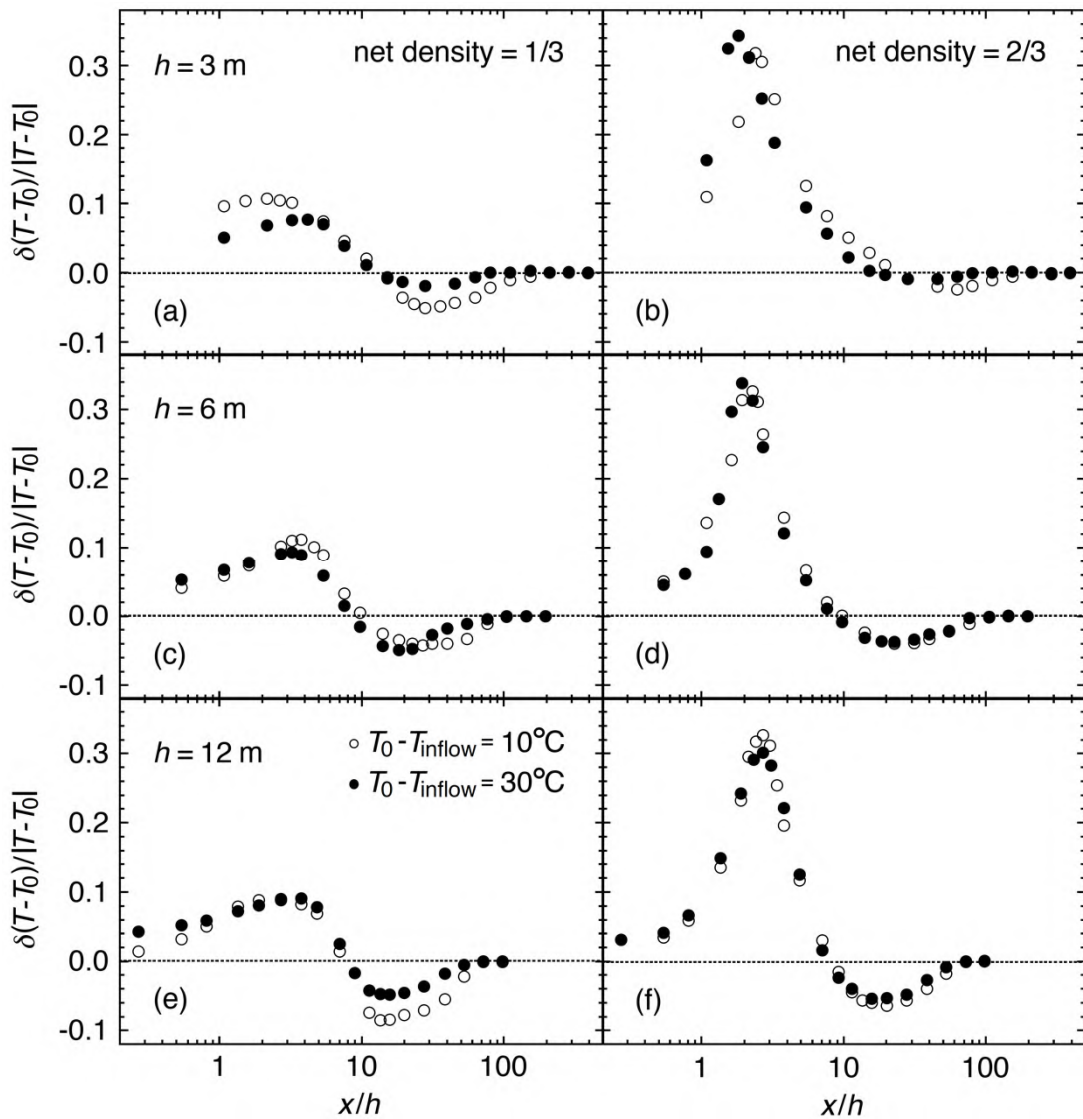 h = 3 m
net density = 1/3
net density = 2/3
0.3
0.2
0.1
0.0
-0.1
δ(T-T₀)/|T-T₀|
(a)
(b)
h = 6 m
0.3
0.2
0.1
0.0
-0.1
δ(T-T₀)/|T-T₀|
(c)
(d)
h = 12 m
○ T₀ - T_inflow = 10°C
● T₀ - T_inflow = 30°C
0.3
0.2
0.1
0.0
-0.1
δ(T-T₀)/|T-T₀|
(e)
(f)
1 10 100 1 10 100
x/h x/h